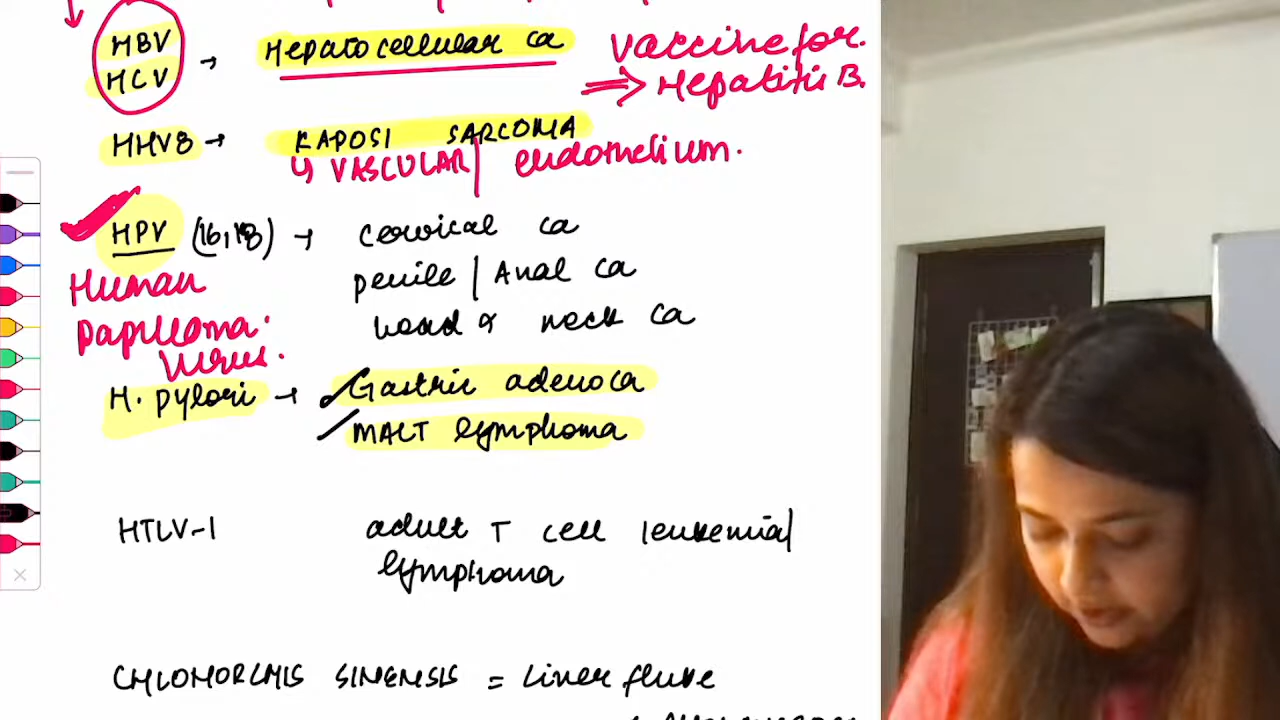 HBV
HCV → Hepatocellular ca
Vaccine for.
⇒ Hepatitis B.
HHV8 → KAPOSI SARCOMA
↳ VASCULAR | endothelium.
HPV (16,18) → cervical ca
penile | Anal ca
head & neck ca
Human
papilloma.
Virus.
H. pylori → Gastric adenoca
MALT lymphoma
HTLV-1 adult T cell leukemia/
lymphoma
CHLONORCHIS SINENSIS = Liver fluke